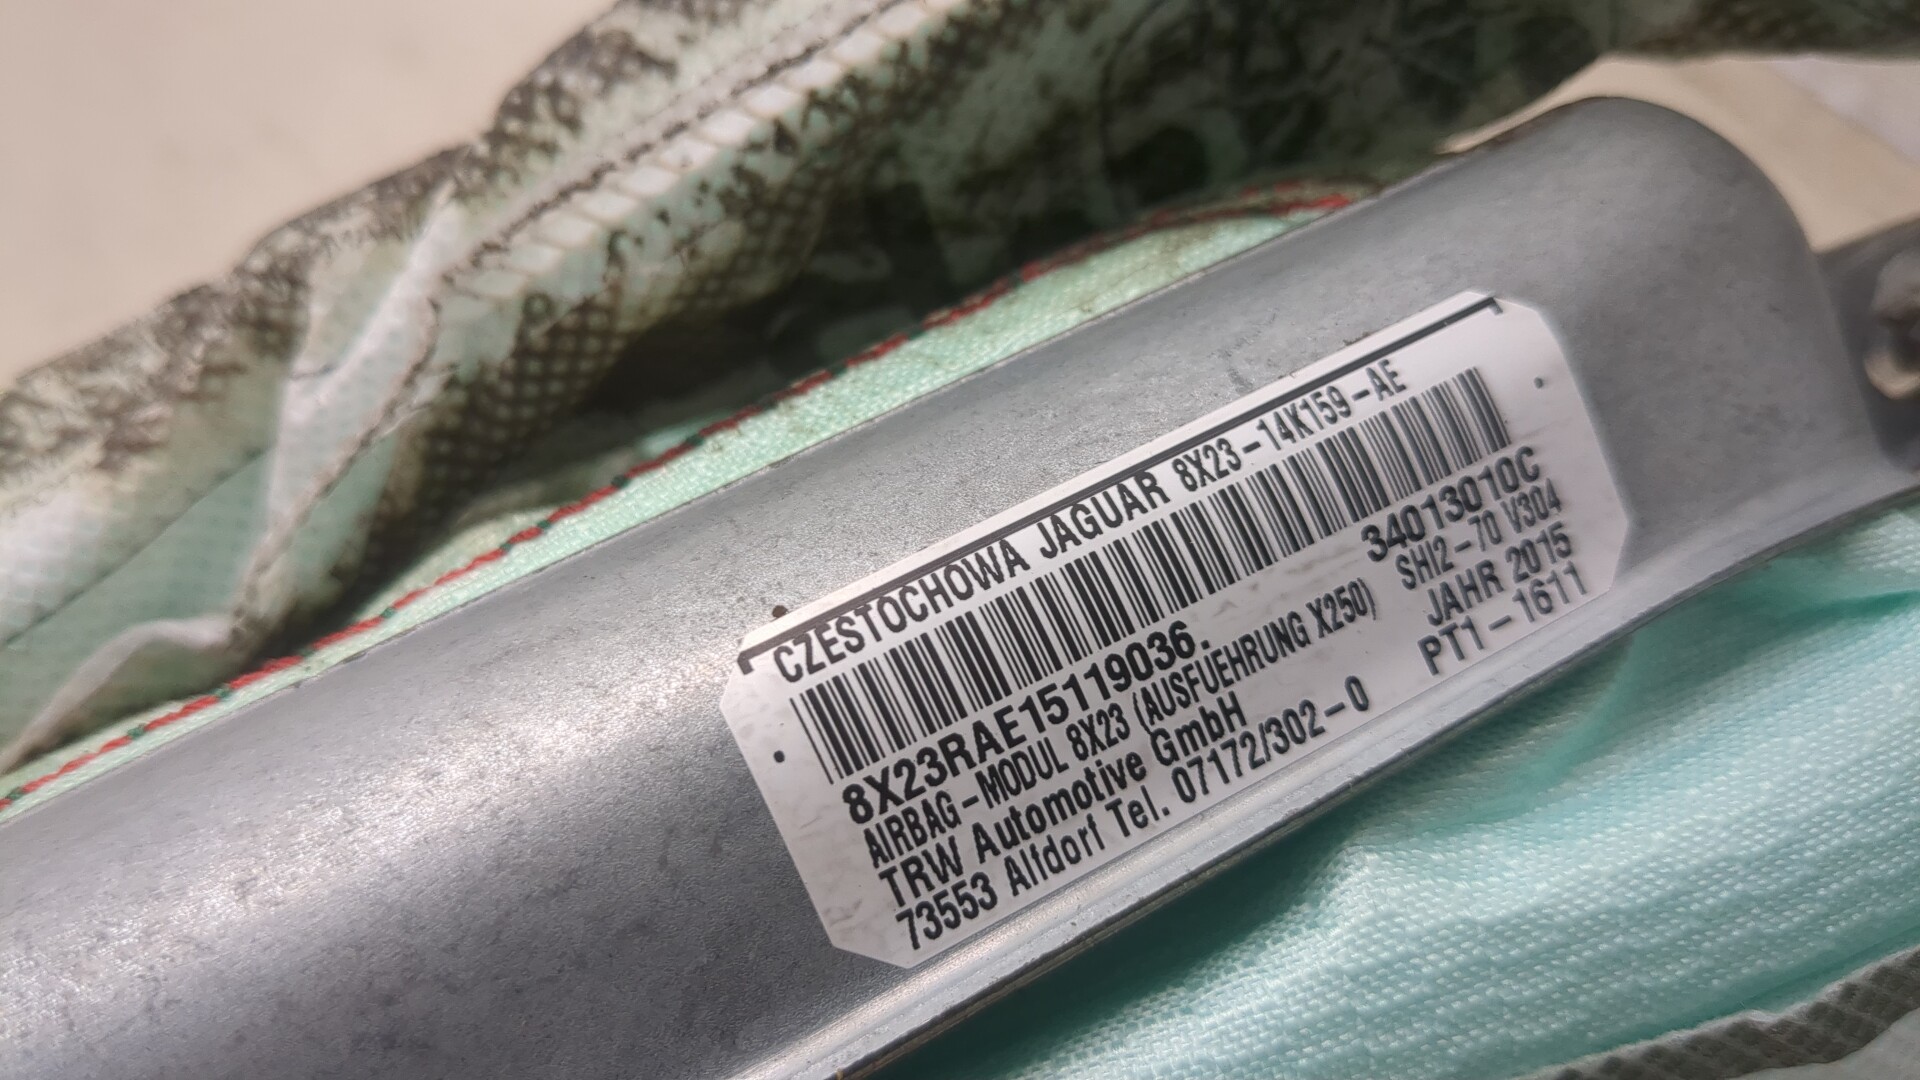 CZESTOCHOWA JAGUAR 8X23-14K159-AE
8X23RAE15119036. 34013010C
AIRBAG-MODUL 8X23 (AUSFUEHRUNG X250) SHI2-70 V304
TRW Automotive GmbH JAHR 2015
73553 Alfdorf Tel. 07172/302-0 PT1-1611